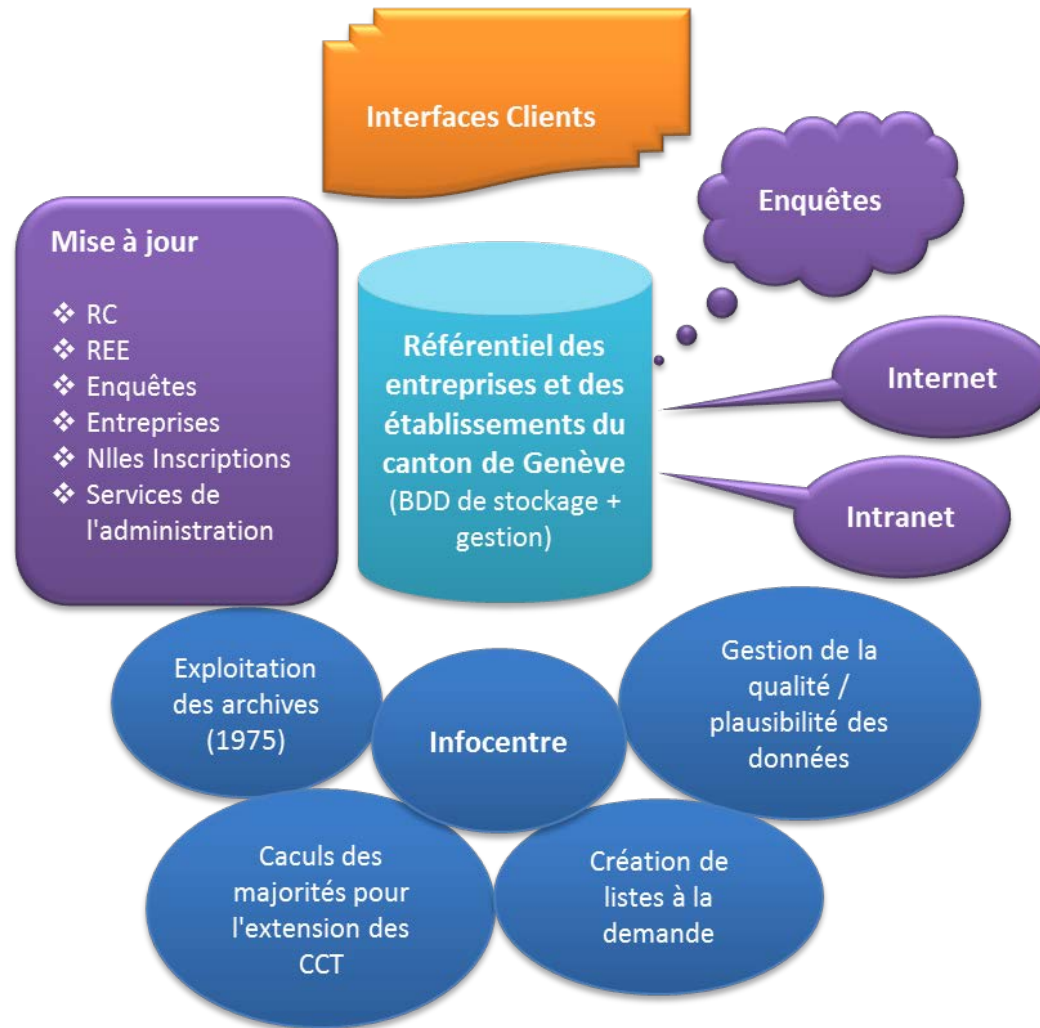 Interfaces Clients
Enquêtes
Mise à jour
❖ RC
❖ REE
❖ Enquêtes
❖ Entreprises
❖ Nlles Inscriptions
❖ Services de
l'administration
Référentiel des
entreprises et des
établissements du
canton de Genève
(BDD de stockage +
gestion)
Internet
Intranet
Exploitation
des archives
(1975)
Infocentre
Gestion de la
qualité /
plausibilité des
données
Caculs des
majorités pour
l'extension des
CCT
Création de
listes à la
demande